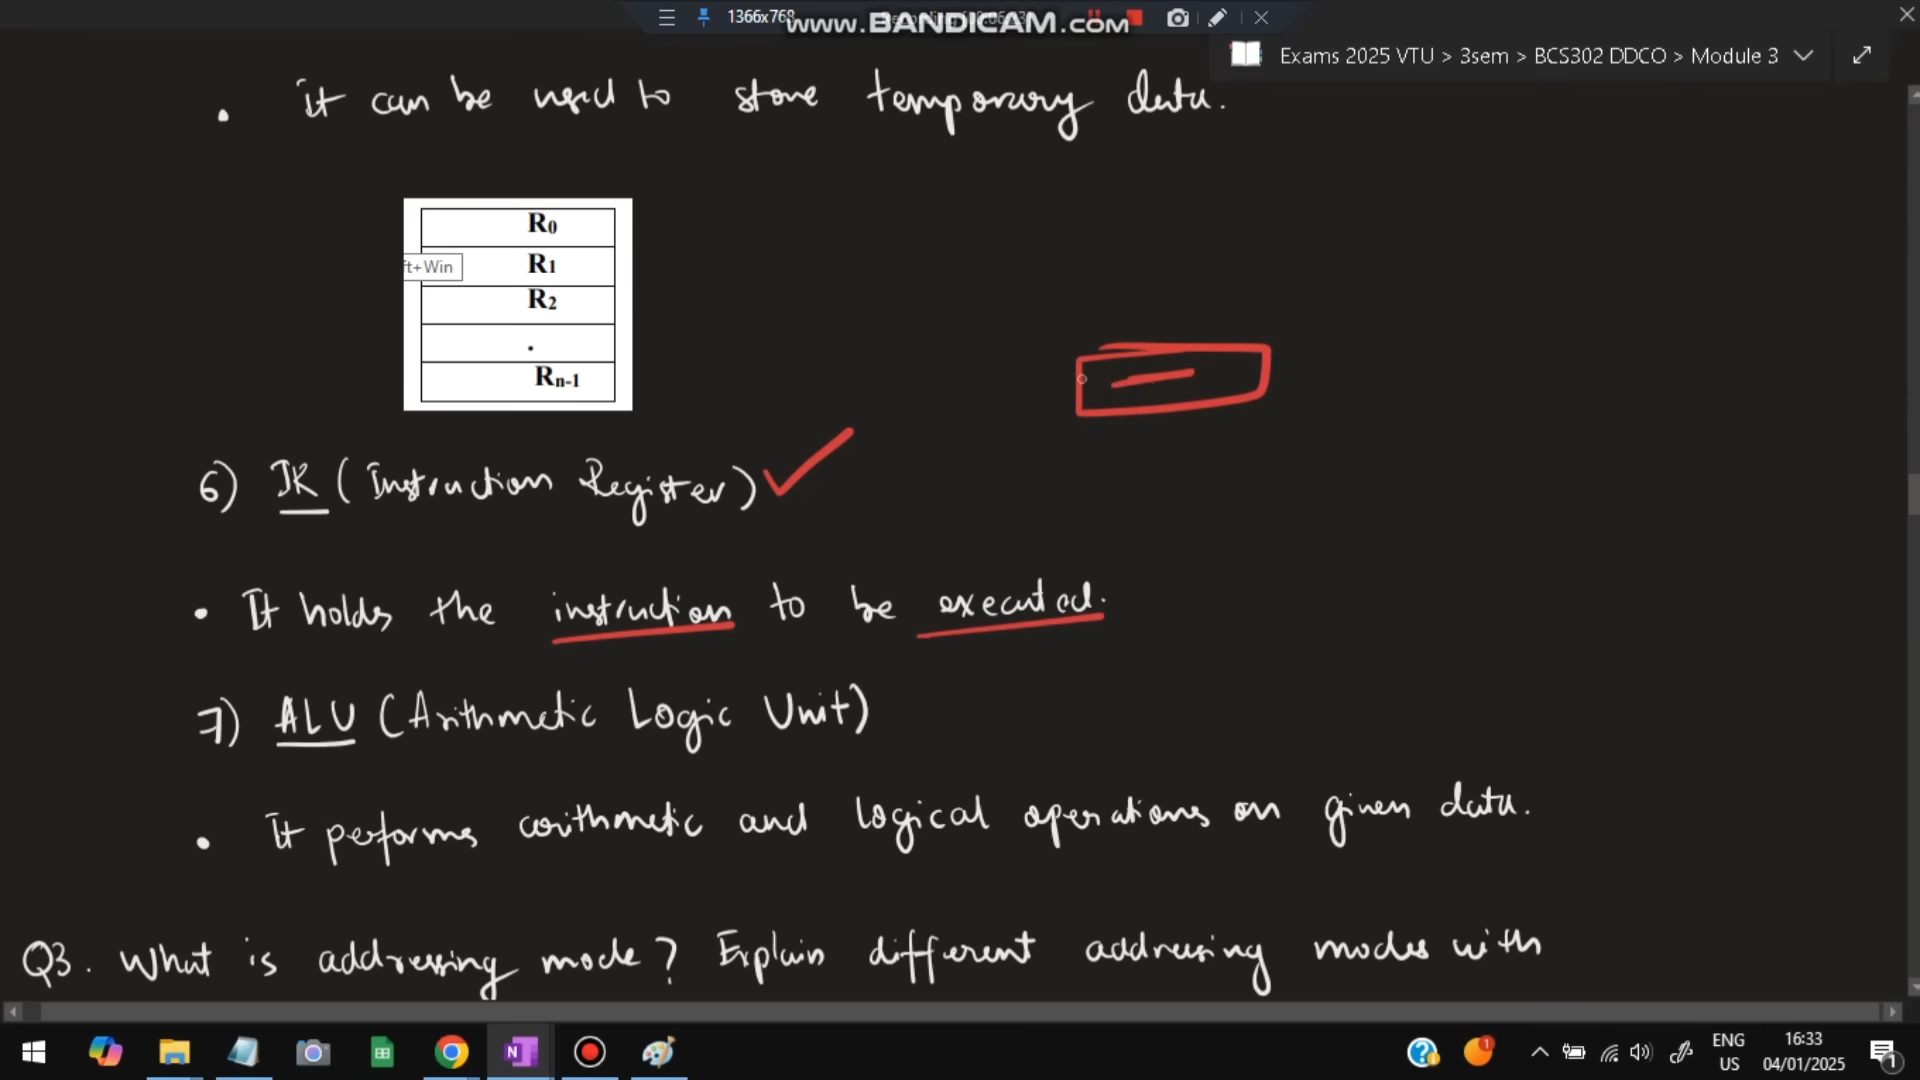 1366x768
www.BANDICAM.com
Exams 2025 VTU > 3sem > BCS302 DDCO > Module 3
• it can be used to store temporary data.
R0
R1
ft+Win
R2
.
Rn-1
6) IR (Instruction Register)
• It holds the instruction to be executed.
7) ALU (Arithmetic Logic Unit)
• It performs arithmetic and logical operations on given data.
Q3. What is addressing mode? Explain different addressing modes with
ENG
US
16:33
04/01/2025